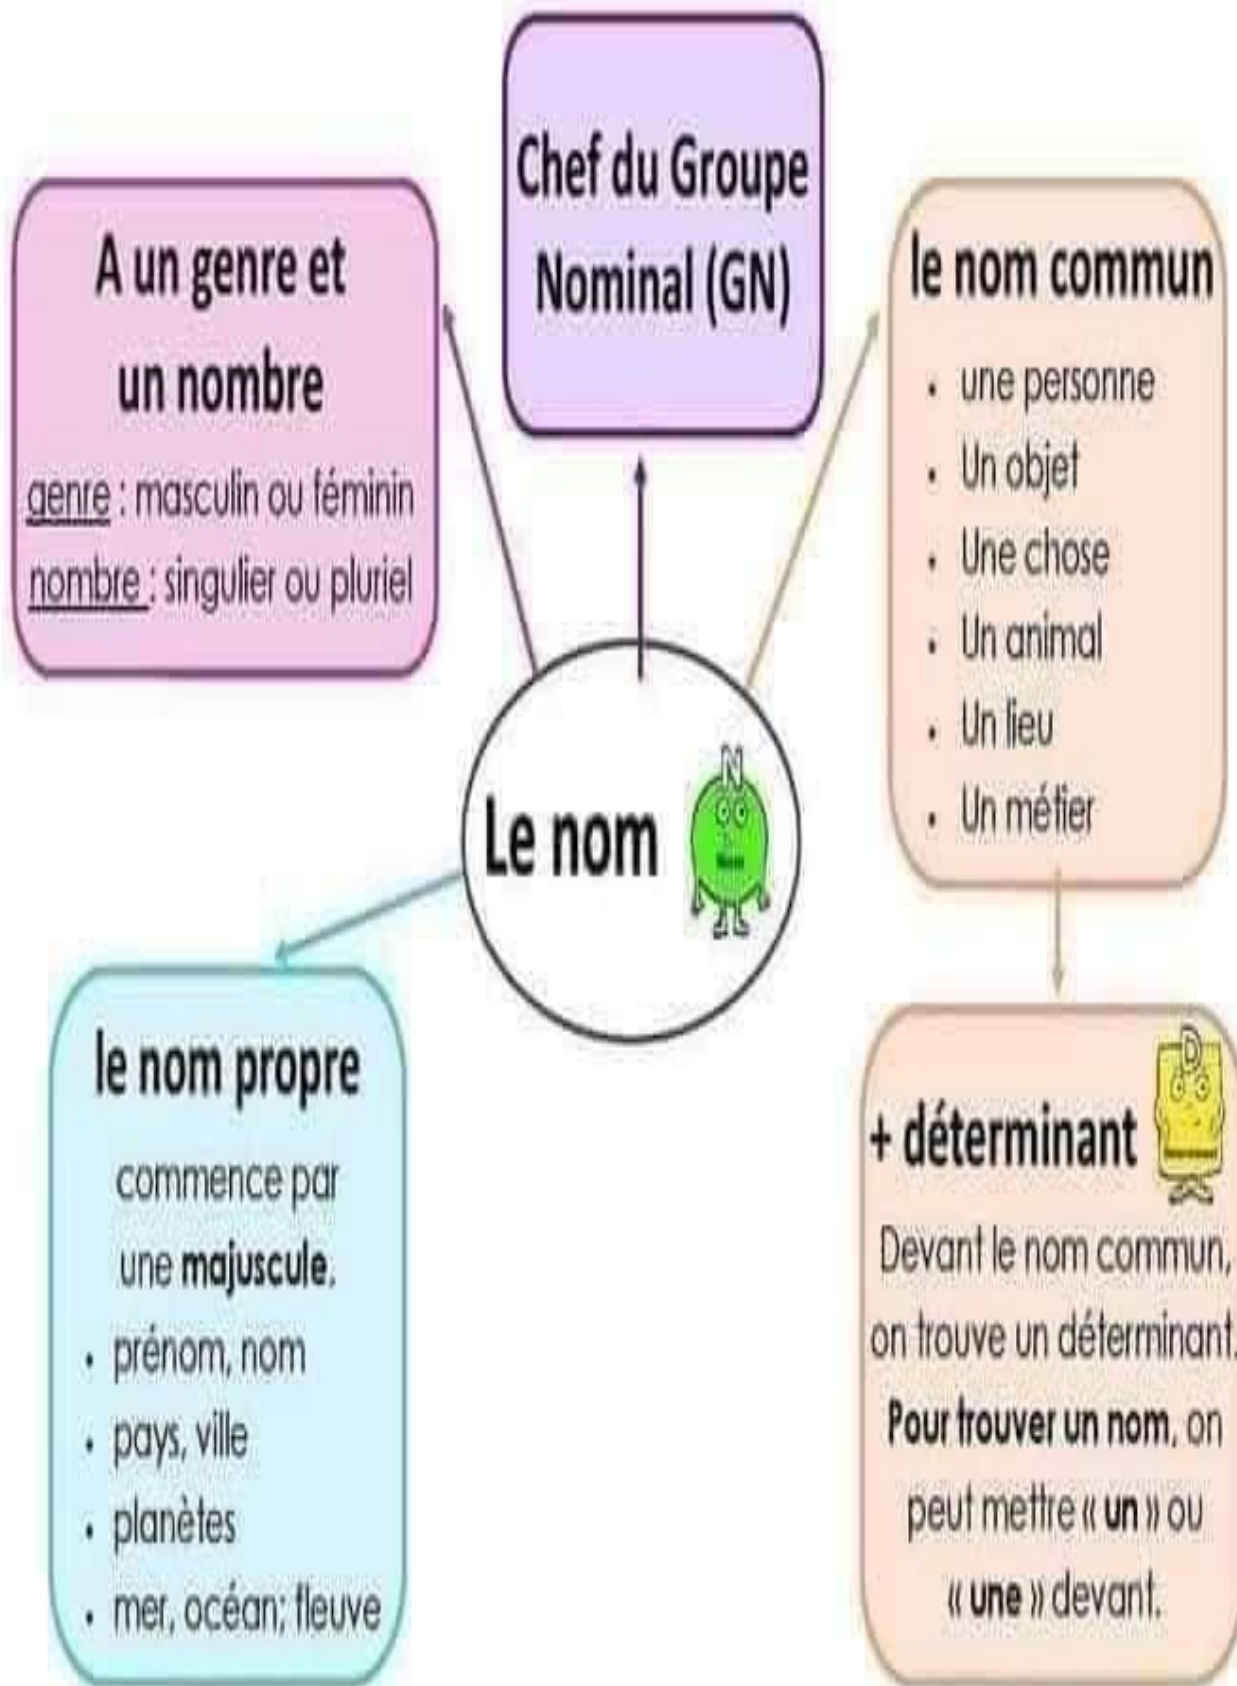 Chef du Groupe
Nominal (GN)
A un genre et
un nombre
genre : masculin ou féminin
nombre : singulier ou pluriel
le nom commun
• une personne
• Un objet
• Une chose
• Un animal
• Un lieu
• Un métier
Le nom
N
le nom propre
commence par
une majuscule.
• prénom, nom
• pays, ville
• planètes
• mer, océan; fleuve
D
+ déterminant
Devant le nom commun,
on trouve un déterminant.
Pour trouver un nom, on
peut mettre « un » ou
« une » devant.